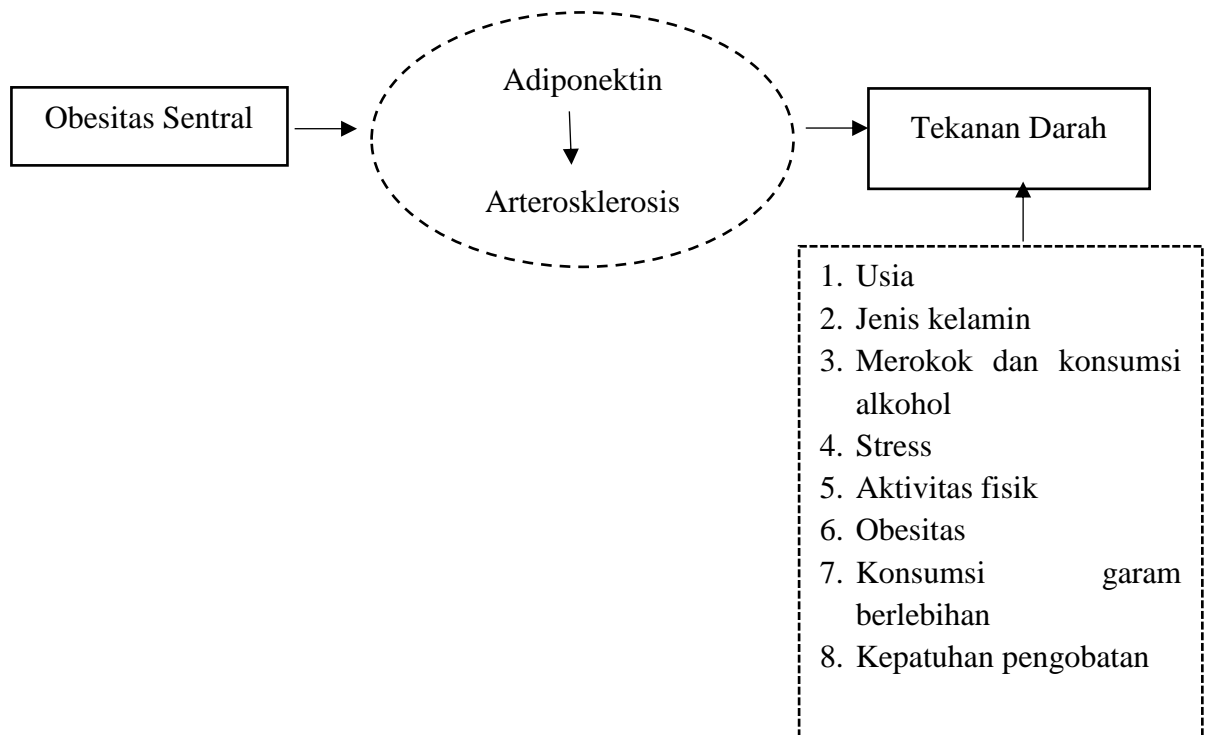 Obesitas Sentral
Adiponektin
Arterosklerosis
Tekanan Darah
1. Usia
2. Jenis kelamin
3. Merokok dan konsumsi
alkohol
4. Stress
5. Aktivitas fisik
6. Obesitas
7. Konsumsi garam
berlebihan
8. Kepatuhan pengobatan